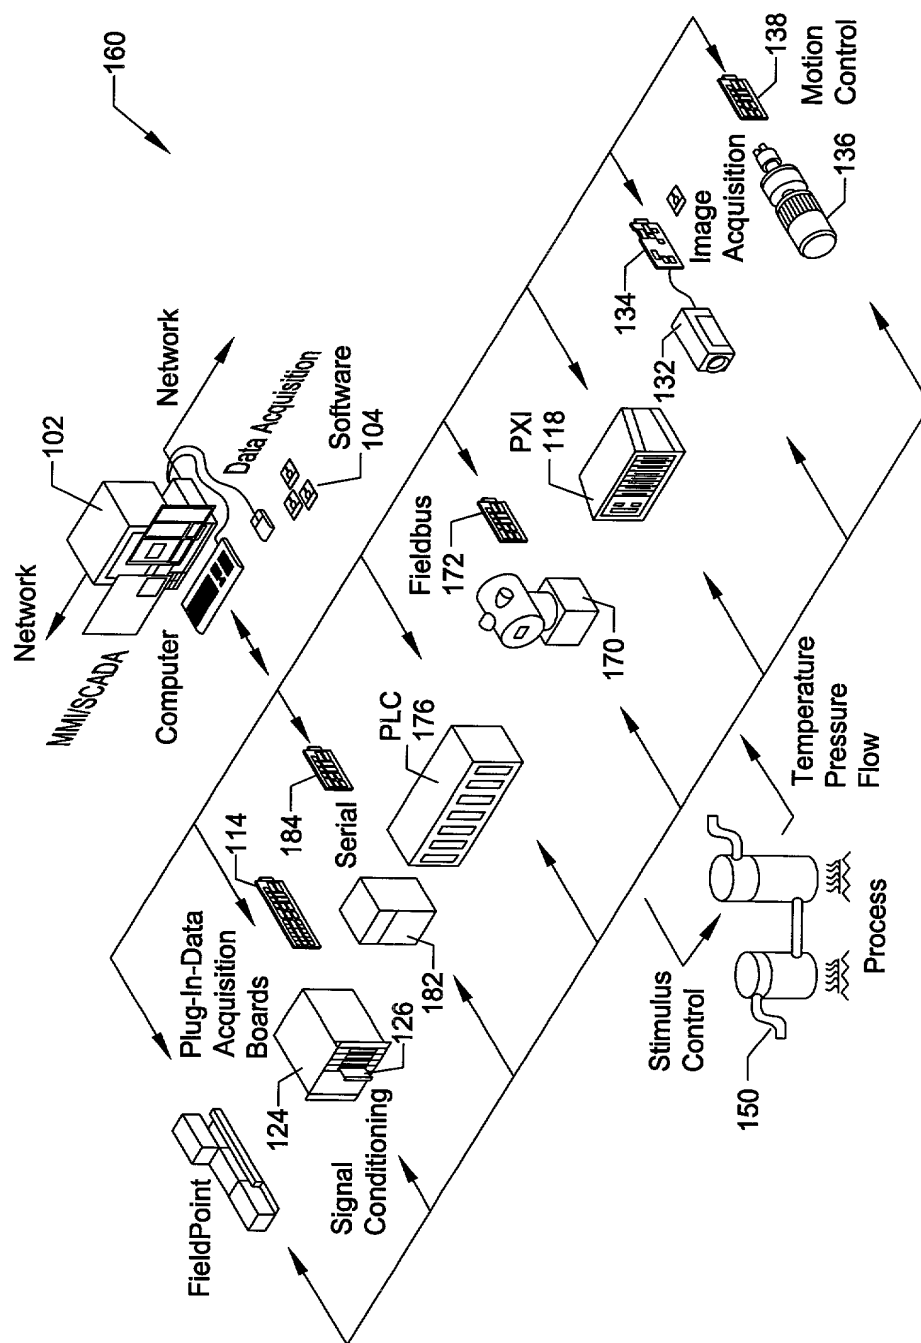 160
Network
102
Network
MMI/SCADA
Computer
Data Acquisition
Software
104
184
Serial
114
Plug-In-Data
Acquisition
Boards
124
126
Signal
Conditioning
FieldPoint
182
PLC
176
Fieldbus
172
170
PXI
118
134
132
Image
Acquisition
138
Motion
Control
136
Stimulus
Control
150
Process
Temperature
Pressure
Flow